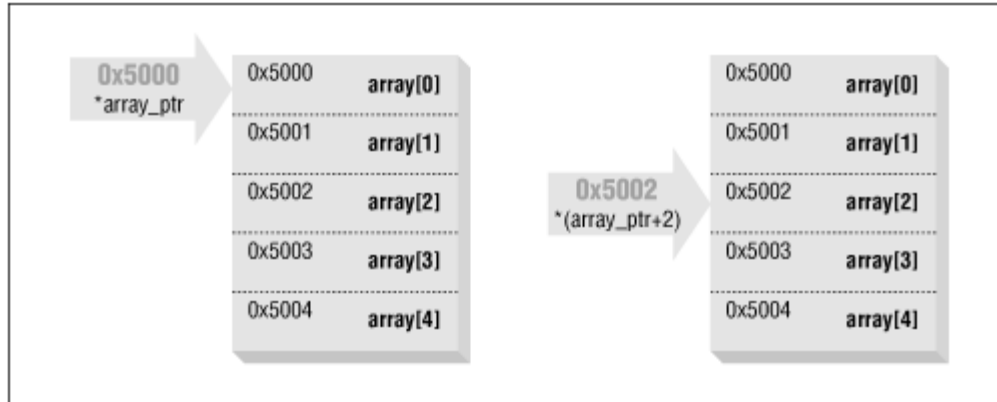 0x5000
*array_ptr
0x5000 array[0]
0x5001 array[1]
0x5002 array[2]
0x5003 array[3]
0x5004 array[4]
0x5002
*(array_ptr+2)
0x5000 array[0]
0x5001 array[1]
0x5002 array[2]
0x5003 array[3]
0x5004 array[4]